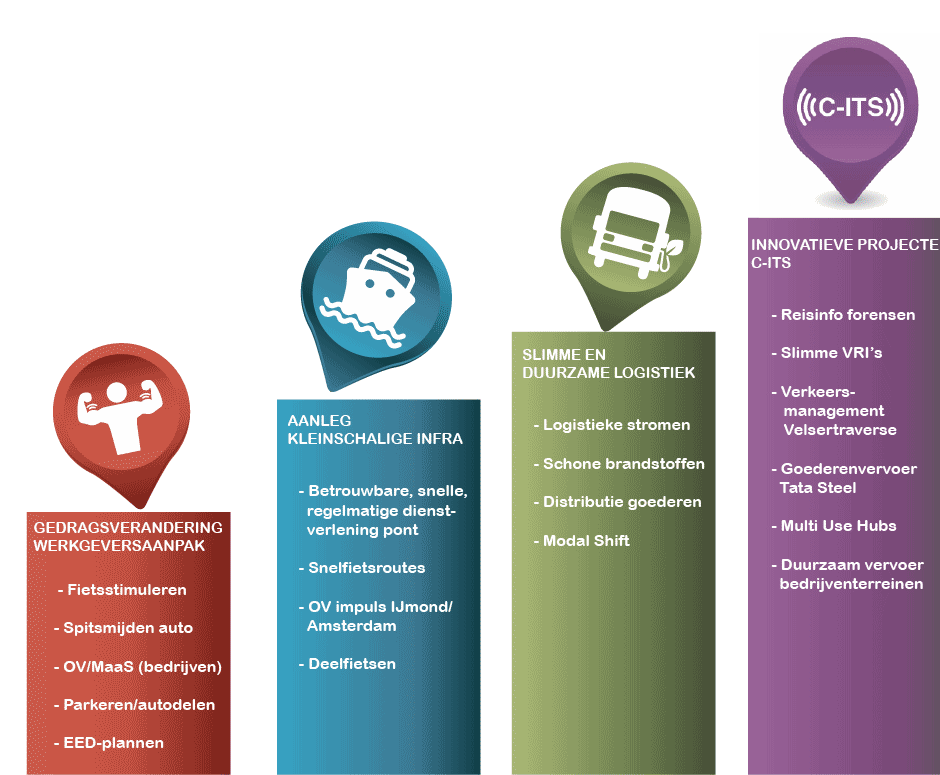 GEDRAGSVERANDERING
WERKGEVERSAANPAK
- Fietsstimuleren
- Spitsmijden auto
- OV/MaaS (bedrijven)
- Parkeren/autodelen
- EED-plannen
AANLEG
KLEINSCHALIGE INFRA
- Betrouwbare, snelle,
regelmatige dienst-
verlening pont
- Snelfietsroutes
- OV impuls IJmond/
Amsterdam
- Deelfietsen
SLIMME EN
DUURZAME LOGISTIEK
- Logistieke stromen
- Schone brandstoffen
- Distributie goederen
- Modal Shift
C-ITS
INNOVATIEVE PROJECTE
C-ITS
- Reisinfo forensen
- Slimme VRI's
- Verkeers-
management
Velsertraverse
- Goederenvervoer
Tata Steel
- Multi Use Hubs
- Duurzaam vervoer
bedrijventerreinen